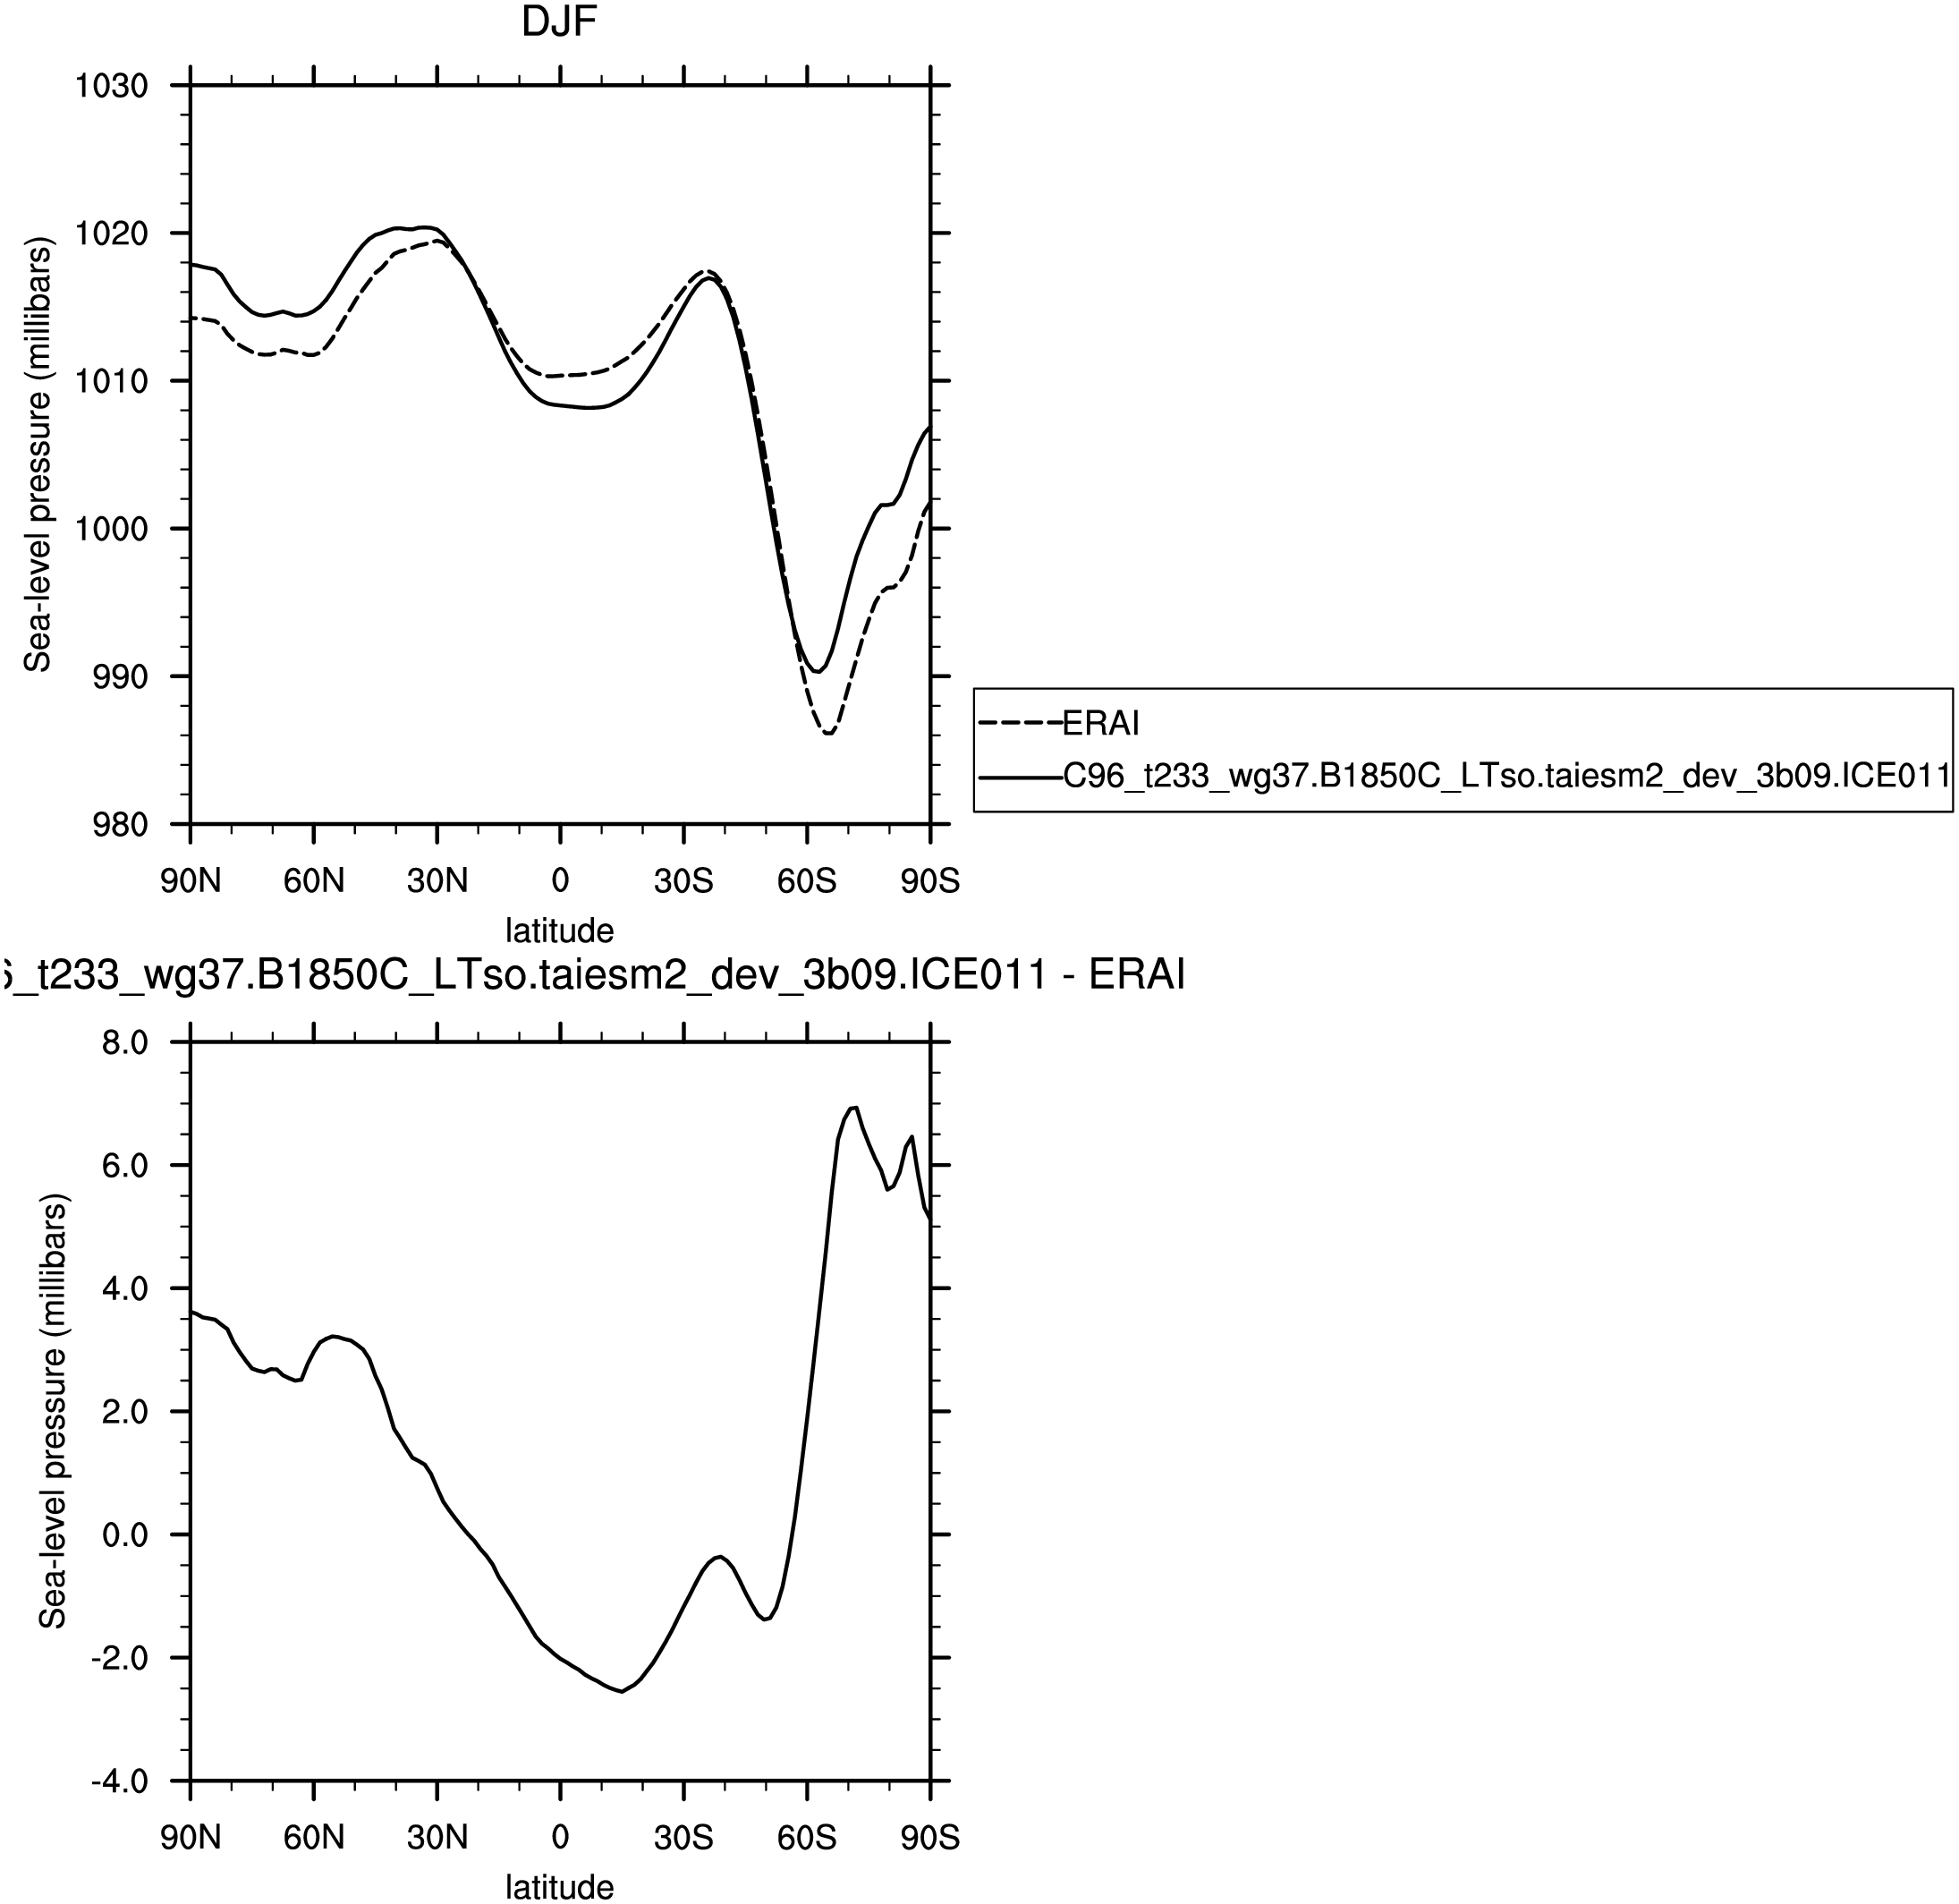 DJF
1030
1020
1010
1000
990
980
Sea-level pressure (millibars)
90N 60N 30N 0 30S 60S 90S
latitude
ERAI
C96_t233_wg37.B1850C_LTso.taiesm2_dev_3b09.ICE011
_t233_wg37.B1850C_LTso.taiesm2_dev_3b09.ICE011 - ERAI
8.0
6.0
4.0
2.0
0.0
-2.0
-4.0
Sea-level pressure (millibars)
90N 60N 30N 0 30S 60S 90S
latitude